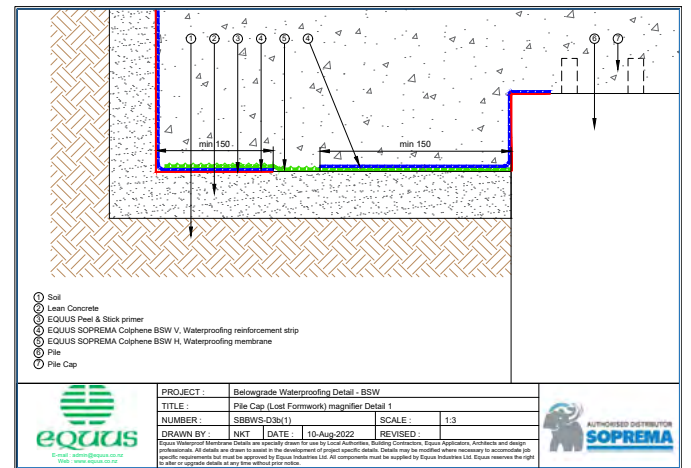 1 2 3 4 5 4 6 7
min 150 min 150
1 Soil
2 Lean Concrete
3 EQUUS Peel & Stick primer
4 EQUUS SOPREMA Colphene BSW V, Waterproofing reinforcement strip
5 EQUUS SOPREMA Colphene BSW H, Waterproofing membrane
6 Pile
7 Pile Cap
equus
E-mail : admin@equus.co.nz
Web : www.equus.co.nz
PROJECT : Belowgrade Waterproofing Detail - BSW
TITLE : Pile Cap (Lost Formwork) magnifier Detail 1
NUMBER : SBBWS-D3b(1) SCALE : 1:3
DRAWN BY : NKT DATE : 10-Aug-2022 REVISED :
Equus Waterproof Membrane Details are specially drawn for use by Local Authorities, Building Contractors, Equus Applicators, Architects and design
professionals. All details are drawn to assist in the development of project specific details. Details may be modified where necessary to accomodate job
specific requirements but must be approved by Equus Industries Ltd. All components must be supplied by Equus Industries Ltd. Equus reserves the right
to alter or upgrade details at any time without prior notice.
AUTHORISED DISTRIBUTOR
SOPREMA